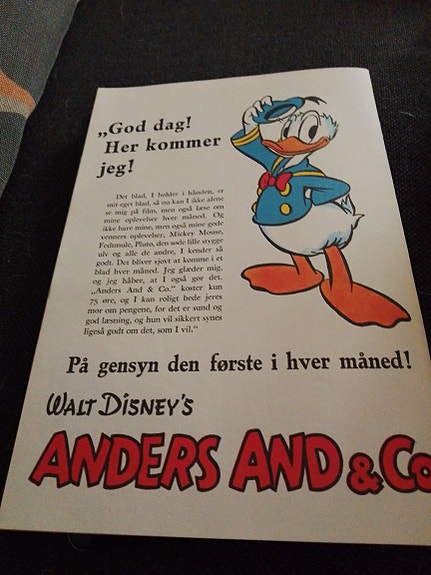 „God dag!
Her kommer
jeg!
Det blad, I holder i hånden, er
mit eget blad, så nu kan I ikke alene
se mig på film, men også læse om
mine oplevelser hver måned. Og
ikke bare mine, men også mine gode
venners oplevelser, Mickey Mouse,
Fedtmule, Pluto, den søde lille stygge
ulv og alle de andre, I kender så
godt. Det bliver sjovt at komme i et
blad hver måned. Jeg glæder mig,
og jeg håber, at I også gør det.
„Anders And & Co.“ koster kun
75 øre, og I kan roligt bede jeres
mor om pengene, for det er sund og
god læsning, og hun vil sikkert synes
ligeså godt om det, som I vil.“
På gensyn den første i hver måned!
WALT DISNEY'S
ANDERS AND & Co